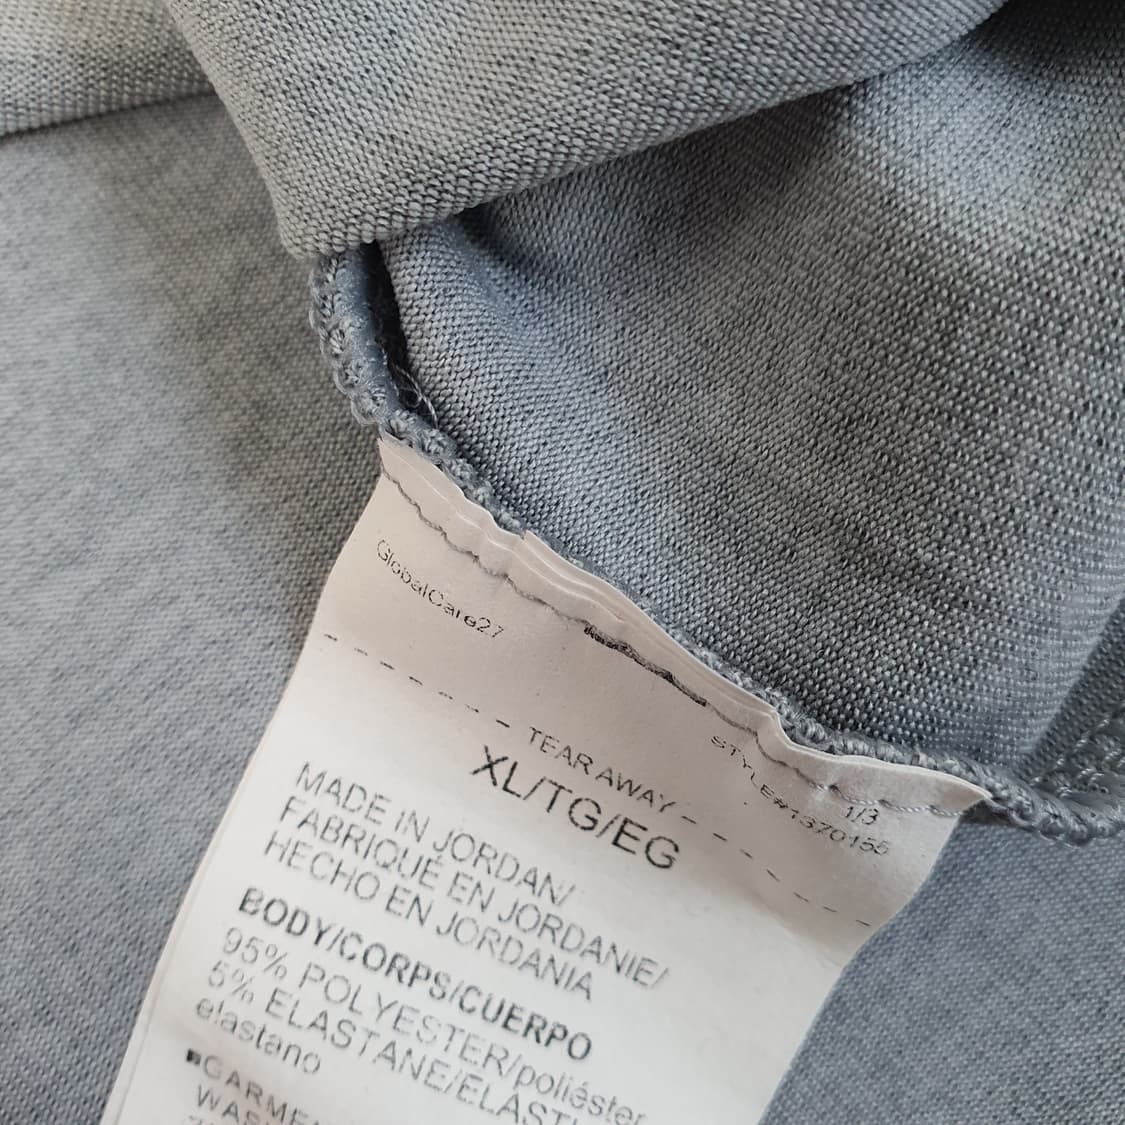 GlobalCare27
1/3
STYLE#1370155
TEAR AWAY
XL/TG/EG
MADE IN JORDAN/
FABRIQUÉ EN JORDANIE/
HECHO EN JORDANIA
BODY/CORPS/CUERPO
95% POLYESTER/poliéster
5% ELASTANE/ÉLASTH
elastano